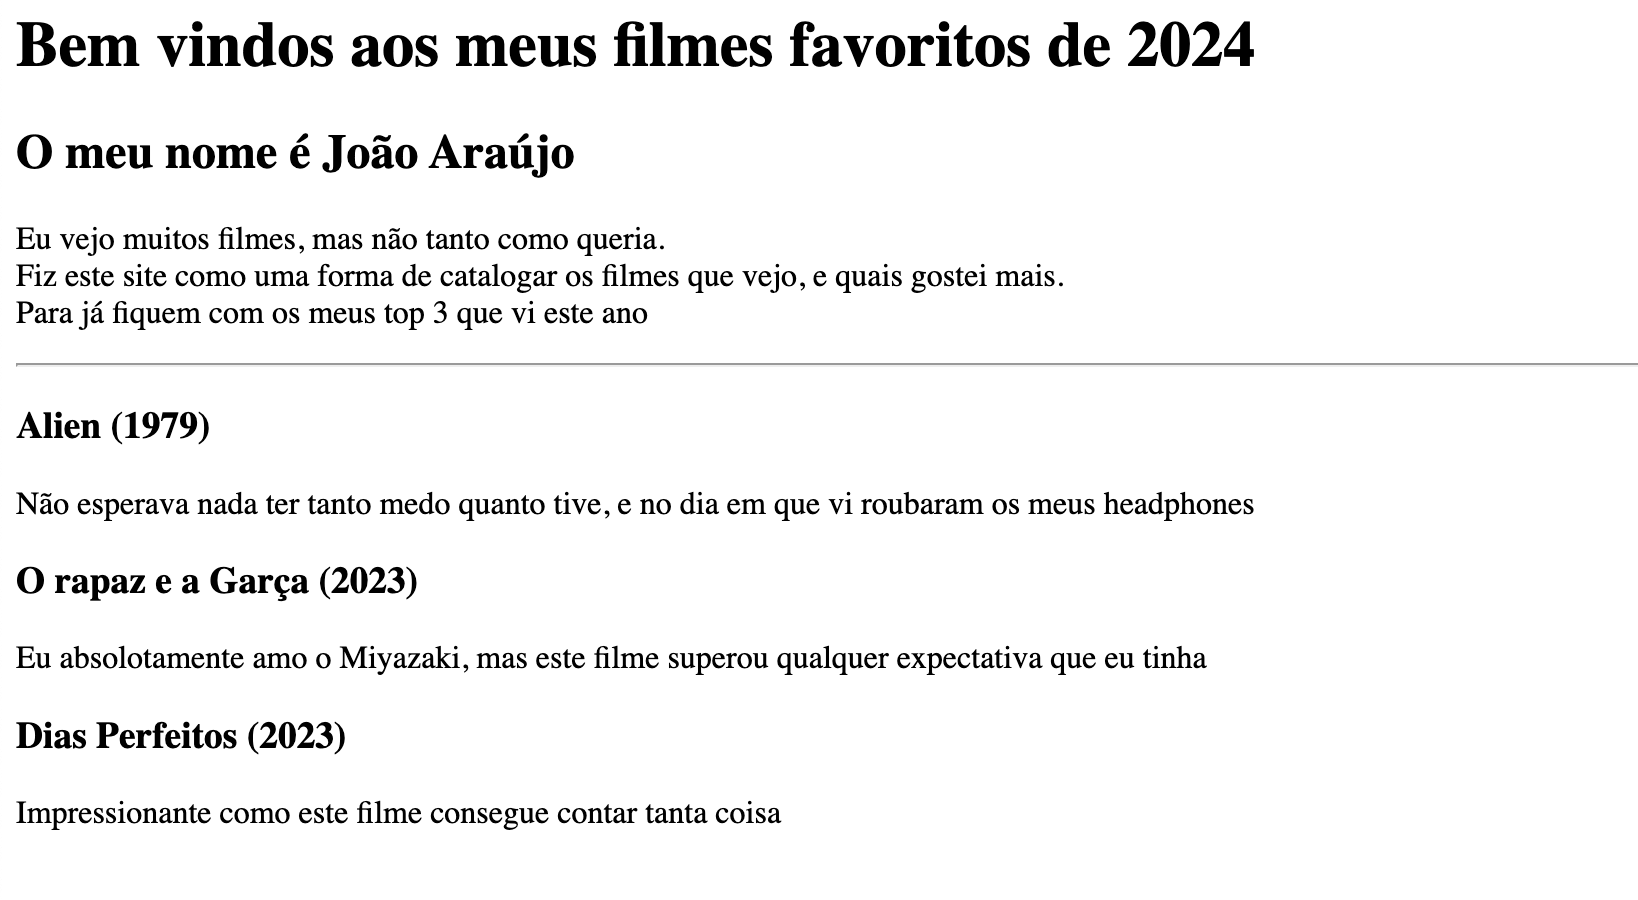 Bem vindos aos meus filmes favoritos de 2024
O meu nome é João Araújo
Eu vejo muitos filmes, mas não tanto como queria.
Fiz este site como uma forma de catalogar os filmes que vejo, e quais gostei mais.
Para já fiquem com os meus top 3 que vi este ano
Alien (1979)
Não esperava nada ter tanto medo quanto tive, e no dia em que vi roubaram os meus headphones
O rapaz e a Garça (2023)
Eu absolotamente amo o Miyazaki, mas este filme superou qualquer expectativa que eu tinha
Dias Perfeitos (2023)
Impressionante como este filme consegue contar tanta coisa